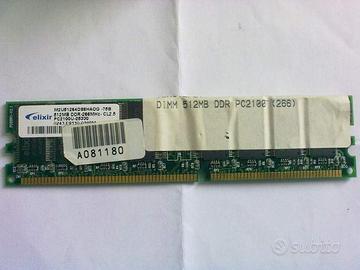 elixir
M2U51264DS8HA0G -75B
512MB DDR-266MHz- CL2.5
PC2100U-25330
DIMM 512MB DDR PC2100 (266)
A081180
subito